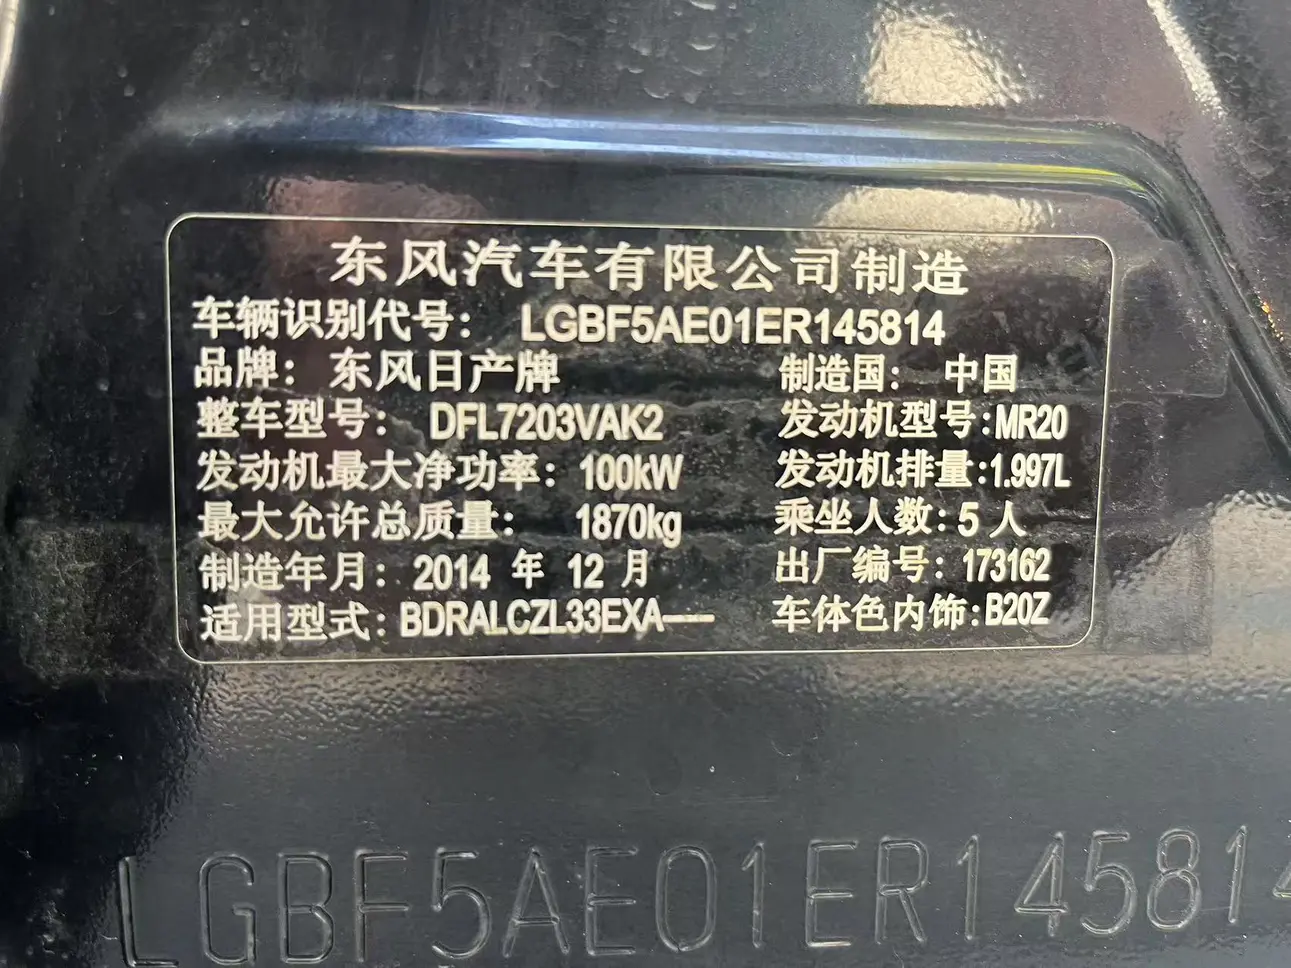 东风汽车有限公司制造
车辆识别代号： LGBF5AE01ER145814
品牌： 东风日产牌 制造国： 中国
整车型号： DFL7203VAK2 发动机型号:MR20
发动机最大净功率: 100kW 发动机排量:1.997L
最大允许总质量: 1870kg 乘坐人数:5人
制造年月: 2014 年 12 月 出厂编号: 173162
适用型式: BDRALCZL33EXA--- 车体色内饰:B20Z
LGBF5AE01ER145814